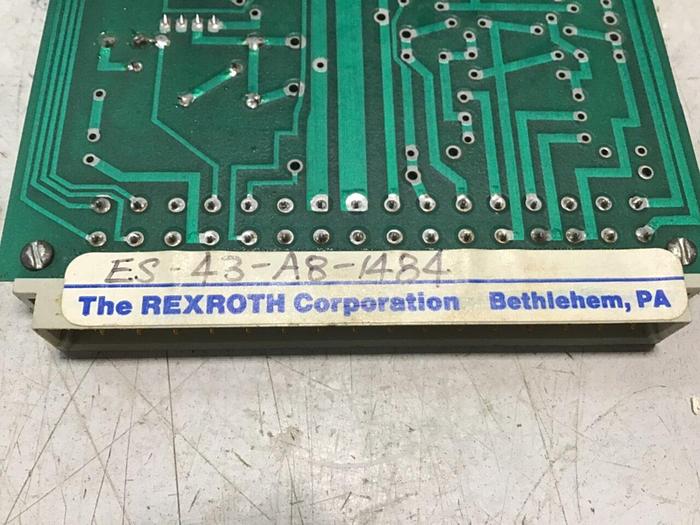 ES-43-A8-1484
The REXROTH Corporation Bethlehem, PA